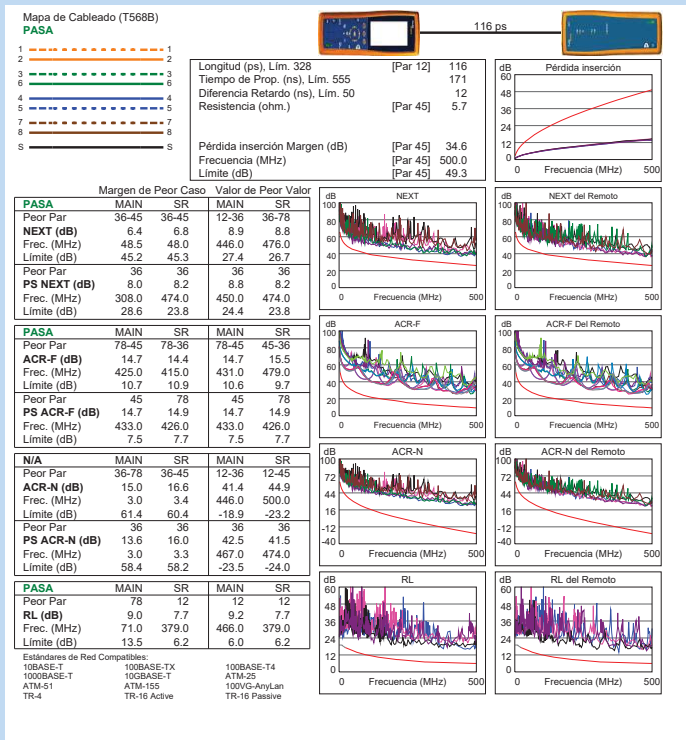 Mapa de Cableado (T568B)
PASA
1 1
2 2
3 3
6 6
4 4
5 5
7 7
8 8
S S
116 ps
Longitud (ps), Lím. 328 [Par 12] 116
Tiempo de Prop. (ns), Lím. 555 171
Diferencia Retardo (ns), Lím. 50 12
Resistencia (ohm.) [Par 45] 5.7
Pérdida inserción Margen (dB) [Par 45] 34.6
Frecuencia (MHz) [Par 45] 500.0
Límite (dB) [Par 45] 49.3
dB Pérdida inserción
60
48
36
24
12
0
0 Frecuencia (MHz) 500
Margen de Peor Caso Valor de Peor Valor
PASA MAIN SR MAIN SR
Peor Par 36-45 36-45 12-36 36-78
NEXT (dB) 6.4 6.8 8.9 8.8
Frec. (MHz) 48.5 48.0 446.0 476.0
Límite (dB) 45.2 45.3 27.4 26.7
Peor Par 36 36 36 36
PS NEXT (dB) 8.0 8.2 8.8 8.2
Frec. (MHz) 308.0 474.0 450.0 474.0
Límite (dB) 28.6 23.8 24.4 23.8
dB NEXT
100
80
60
40
20
0
0 Frecuencia (MHz) 500
dB NEXT del Remoto
100
80
60
40
20
0
0 Frecuencia (MHz) 500
PASA MAIN SR MAIN SR
Peor Par 78-45 78-36 78-45 45-36
ACR-F (dB) 14.7 14.4 14.7 15.5
Frec. (MHz) 425.0 415.0 431.0 479.0
Límite (dB) 10.7 10.9 10.6 9.7
Peor Par 45 78 45 78
PS ACR-F (dB) 14.7 14.9 14.7 14.9
Frec. (MHz) 433.0 426.0 433.0 426.0
Límite (dB) 7.5 7.7 7.5 7.7
dB ACR-F
100
80
60
40
20
0
0 Frecuencia (MHz) 500
dB ACR-F Del Remoto
100
80
60
40
20
0
0 Frecuencia (MHz) 500
N/A MAIN SR MAIN SR
Peor Par 36-78 36-45 12-36 12-45
ACR-N (dB) 15.0 16.6 41.4 44.9
Frec. (MHz) 3.0 3.4 446.0 500.0
Límite (dB) 61.4 60.4 -18.9 -23.2
Peor Par 36 36 36 36
PS ACR-N (dB) 13.6 16.0 42.5 41.5
Frec. (MHz) 3.0 3.3 467.0 474.0
Límite (dB) 58.4 58.2 -23.5 -24.0
dB ACR-N
100
72
44
16
-12
-40
0 Frecuencia (MHz) 500
dB ACR-N del Remoto
100
72
44
16
-12
-40
0 Frecuencia (MHz) 500
PASA MAIN SR MAIN SR
Peor Par 78 12 12 12
RL (dB) 9.0 7.7 9.2 7.7
Frec. (MHz) 71.0 379.0 466.0 379.0
Límite (dB) 13.5 6.2 6.0 6.2
dB RL
60
48
36
24
12
0
0 Frecuencia (MHz) 500
dB RL del Remoto
60
48
36
24
12
0
0 Frecuencia (MHz) 500
Estándares de Red Compatibles:
10BASE-T 100BASE-TX 100BASE-T4
1000BASE-T 10GBASE-T ATM-25
ATM-51 ATM-155 100VG-AnyLan
TR-4 TR-16 Active TR-16 Passive